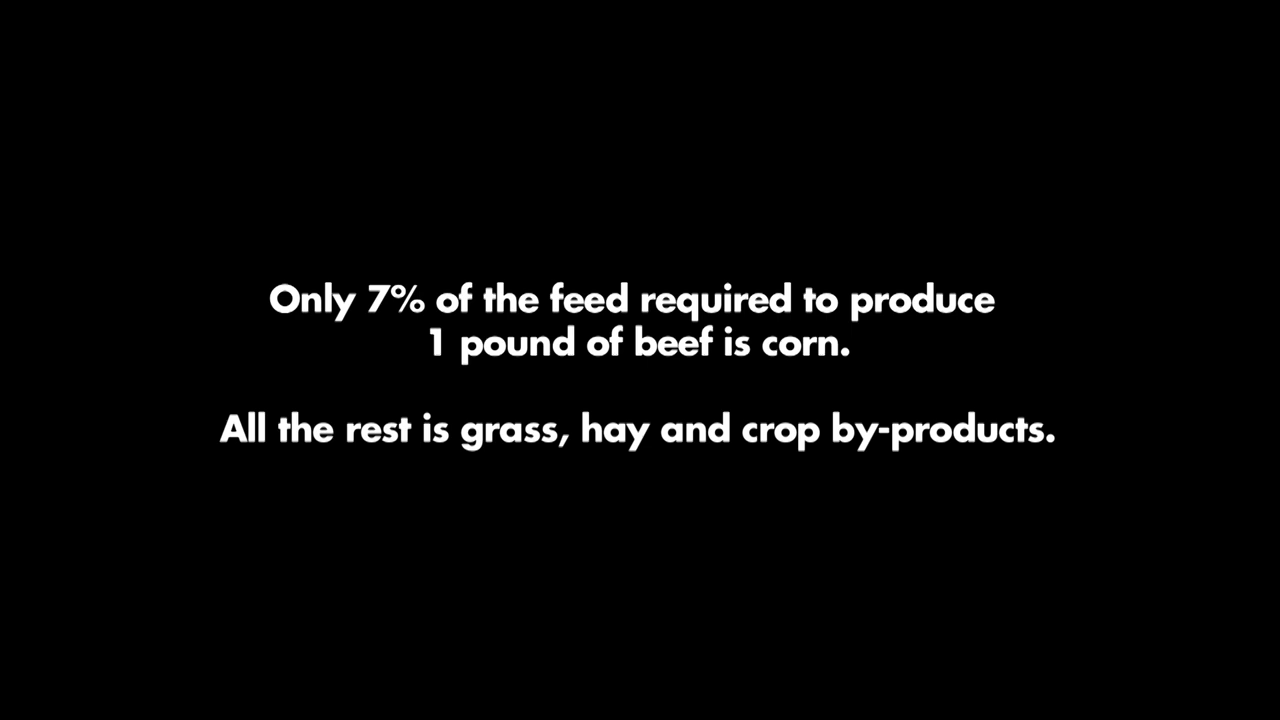 Only 7% of the feed required to produce
1 pound of beef is corn.
All the rest is grass, hay and crop by-products.